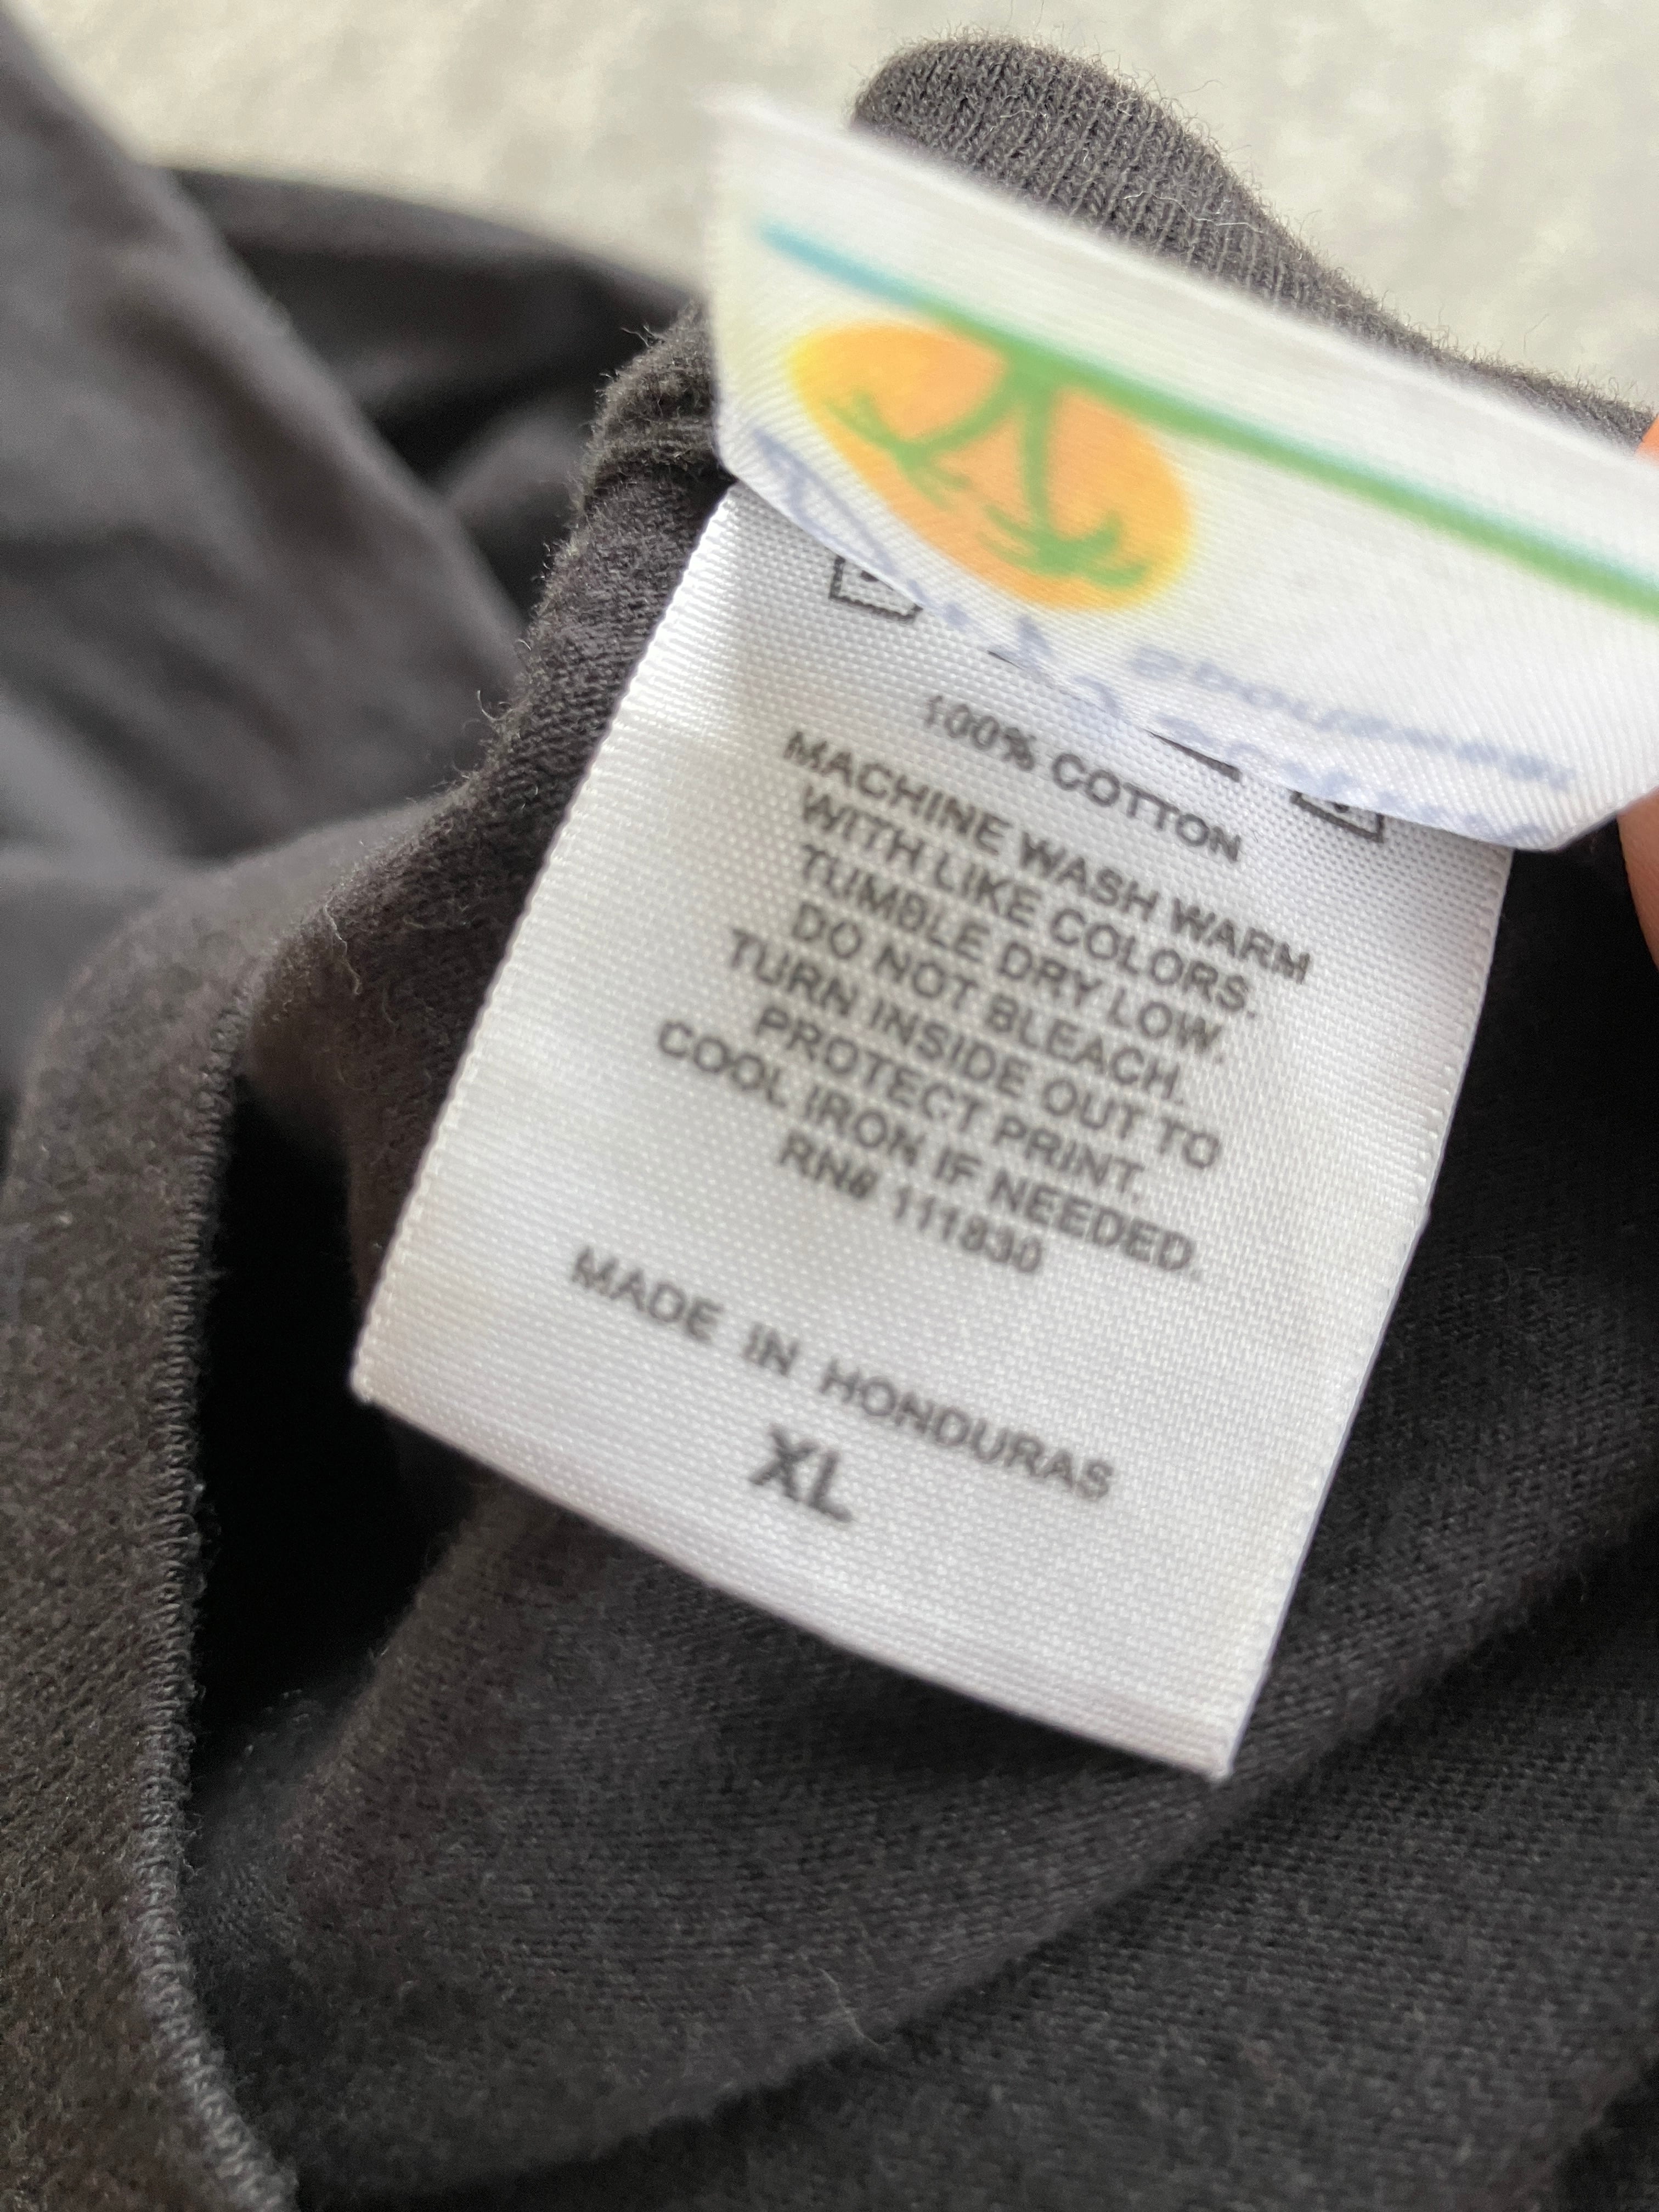 100% COTTON
MACHINE WASH WARM
WITH LIKE COLORS.
TUMBLE DRY LOW.
DO NOT BLEACH.
TURN INSIDE OUT TO
PROTECT PRINT.
COOL IRON IF NEEDED.
RN# 111830
MADE IN HONDURAS
XL